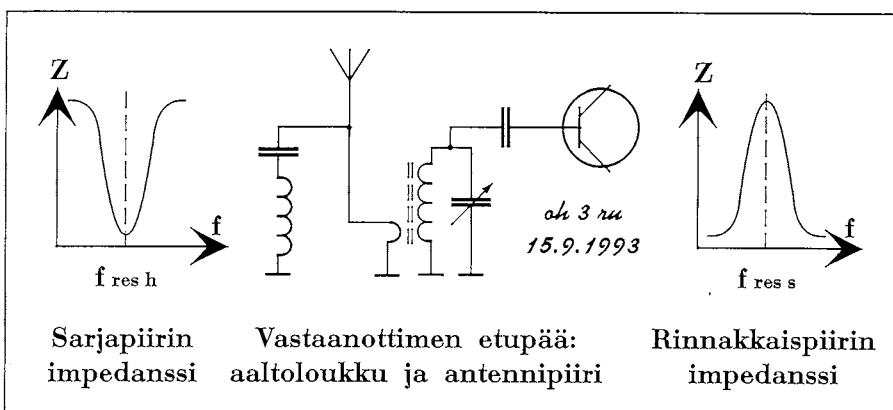 Z
f
f res h
Sarjapiirin
impedanssi
oh 3 ru
15.9.1993
Vastaanottimen etupää:
aaltoloukku ja antennipiiri
Z
f
f res s
Rinnakkaispiirin
impedanssi